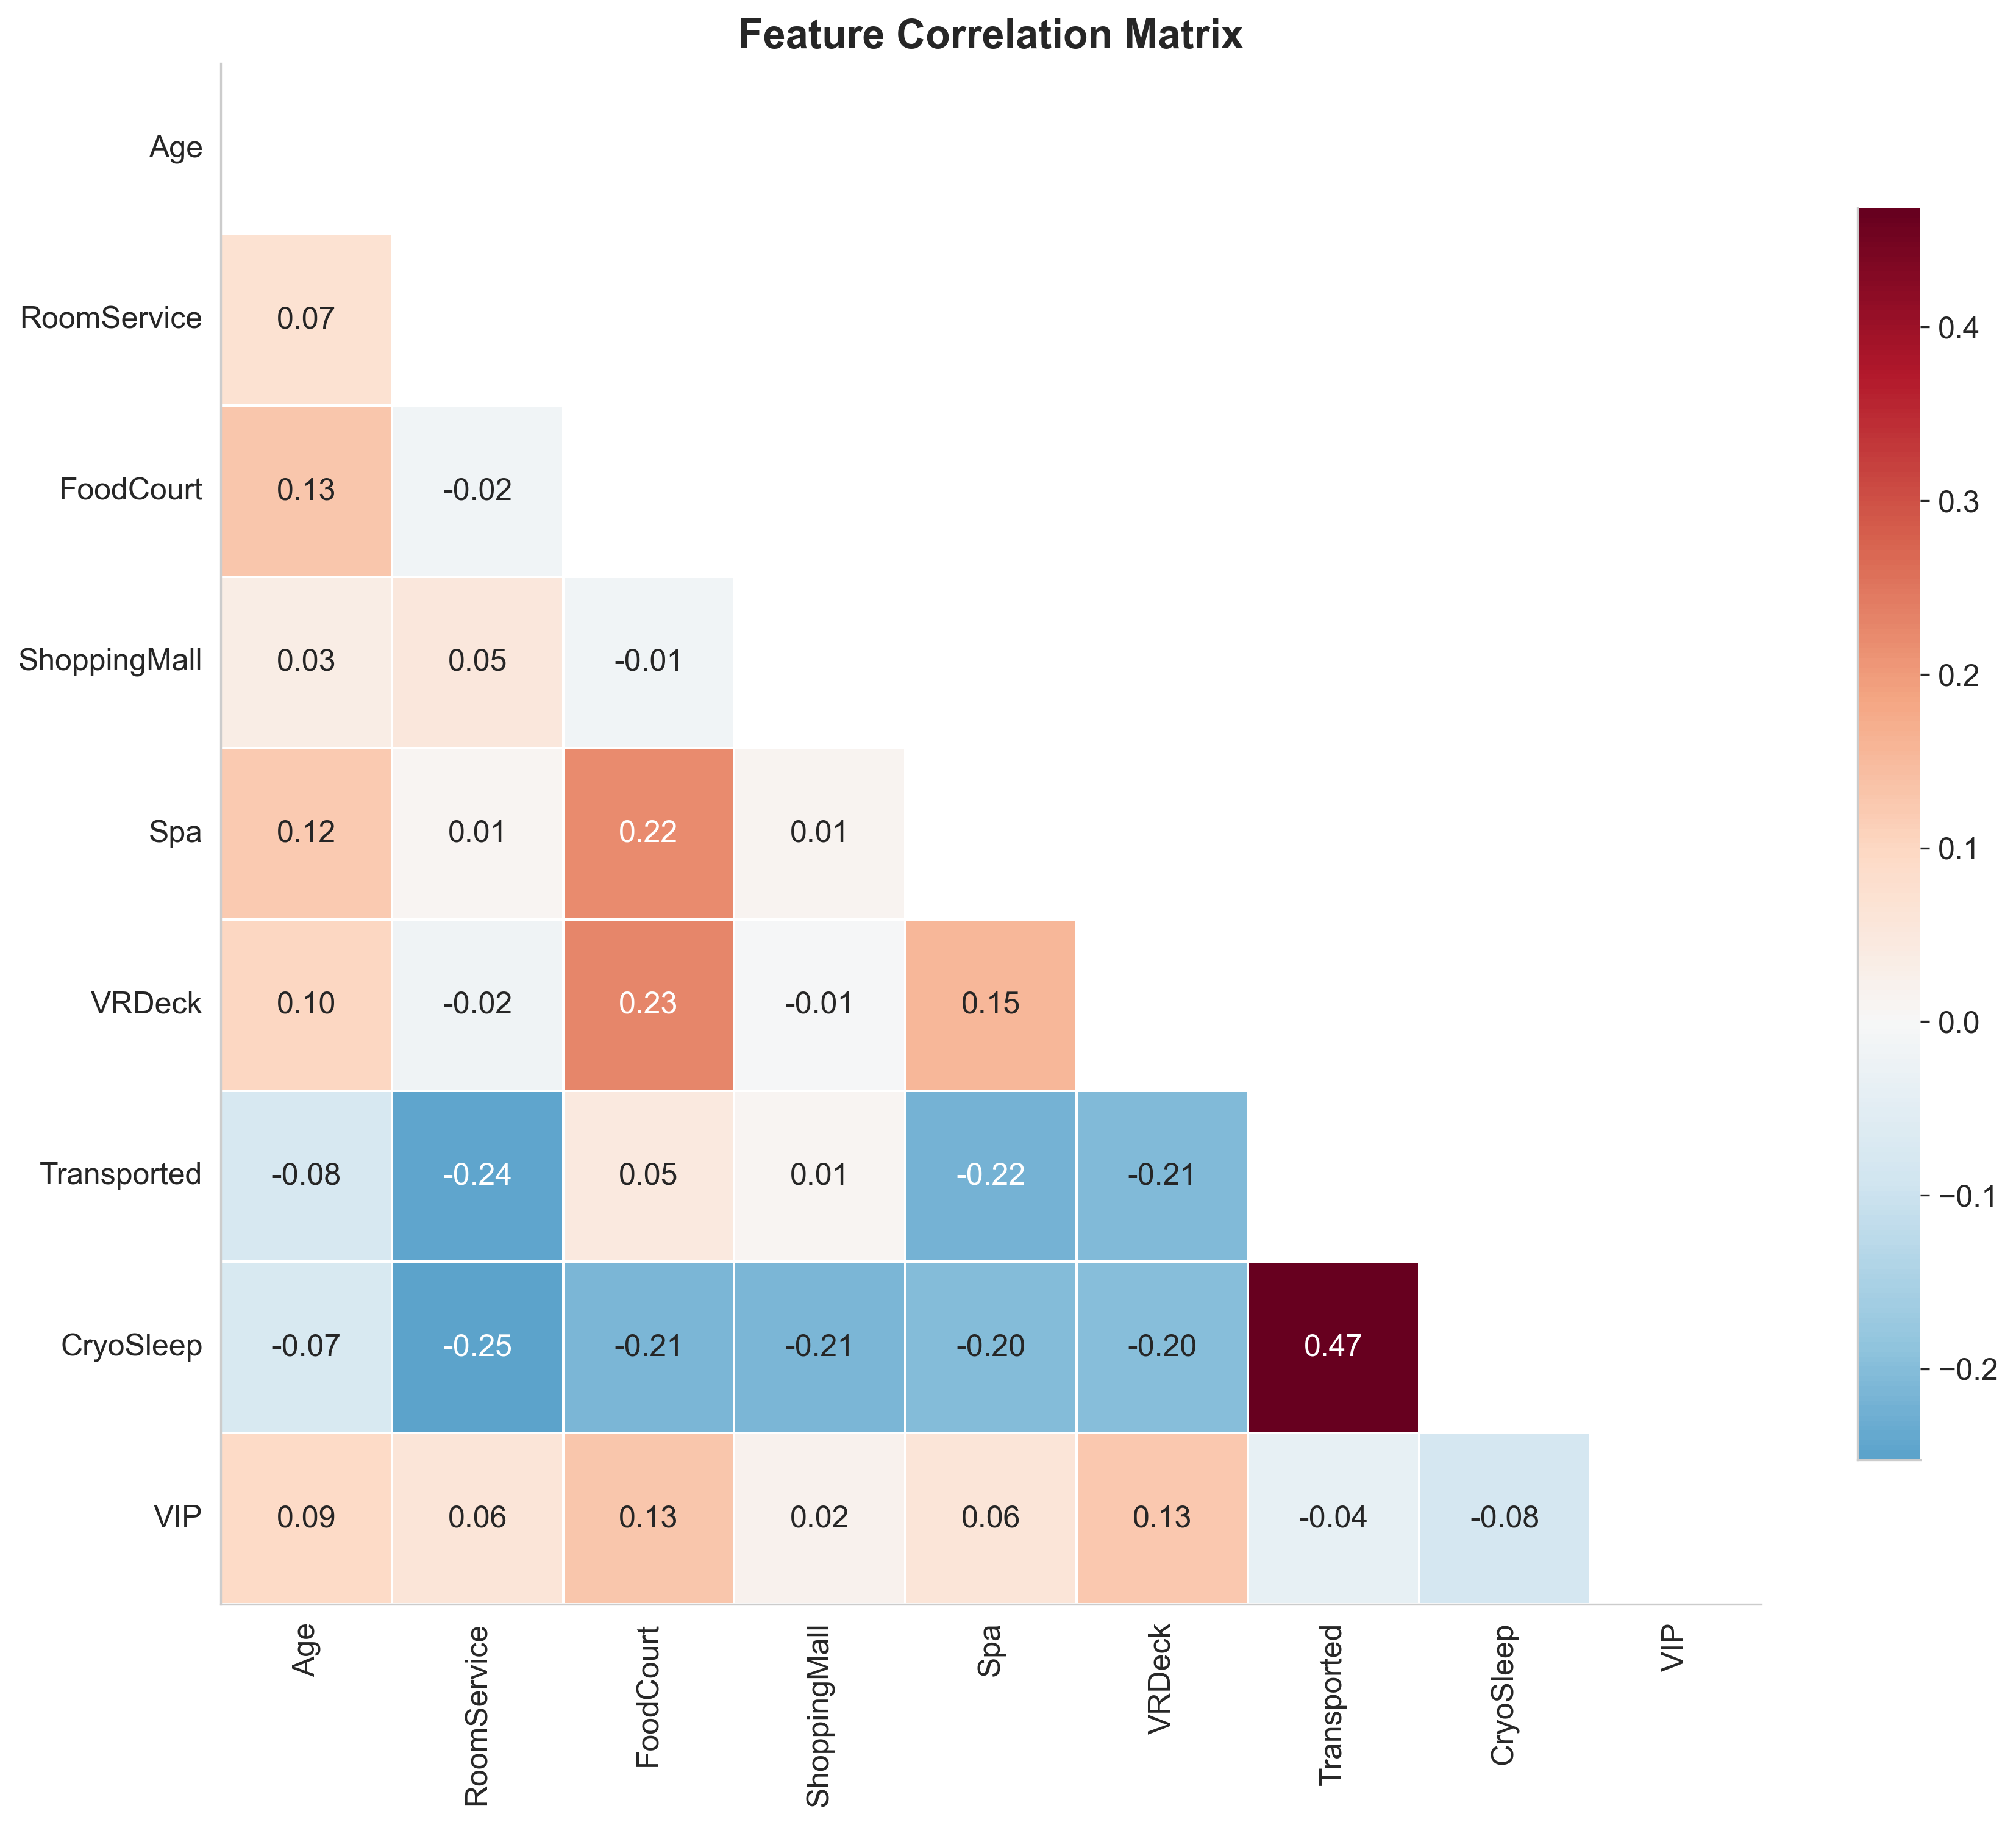 Feature Correlation Matrix
Age
RoomService 0.07
FoodCourt 0.13 -0.02
ShoppingMall 0.03 0.05 -0.01
Spa 0.12 0.01 0.22 0.01
VRDeck 0.10 -0.02 0.23 -0.01 0.15
Transported -0.08 -0.24 0.05 0.01 -0.22 -0.21
CryoSleep -0.07 -0.25 -0.21 -0.21 -0.20 -0.20 0.47
VIP 0.09 0.06 0.13 0.02 0.06 0.13 -0.04 -0.08
Age
RoomService
FoodCourt
ShoppingMall
Spa
VRDeck
Transported
CryoSleep
VIP
0.4
0.3
0.2
0.1
0.0
−0.1
−0.2